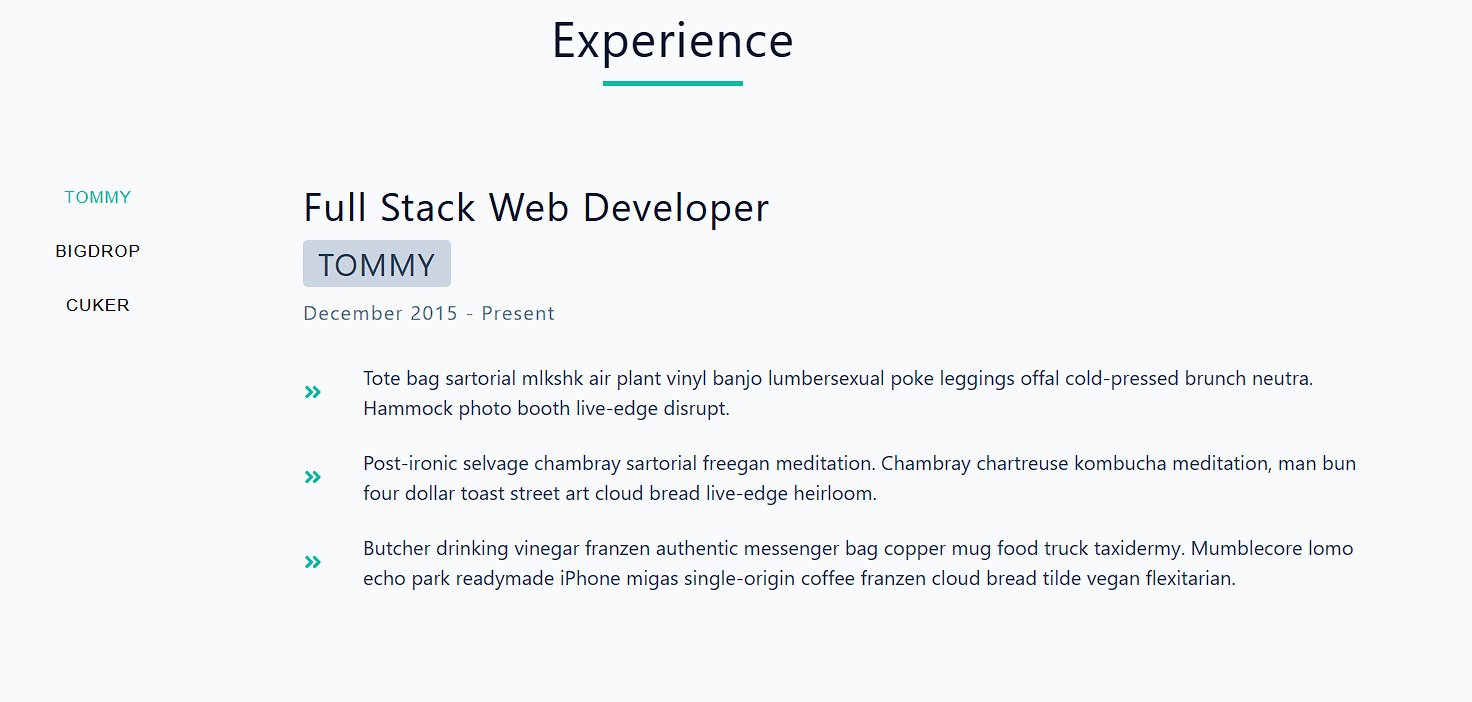 Experience
TOMMY
BIGDROP
CUKER
Full Stack Web Developer
TOMMY
December 2015 - Present
Tote bag sartorial mlkshk air plant vinyl banjo lumbersexual poke leggings offal cold-pressed brunch neutra.
Hammock photo booth live-edge disrupt.
Post-ironic selvage chambray sartorial freegan meditation. Chambray chartreuse kombucha meditation, man bun
four dollar toast street art cloud bread live-edge heirloom.
Butcher drinking vinegar franzen authentic messenger bag copper mug food truck taxidermy. Mumblecore lomo
echo park readymade iPhone migas single-origin coffee franzen cloud bread tilde vegan flexitarian.